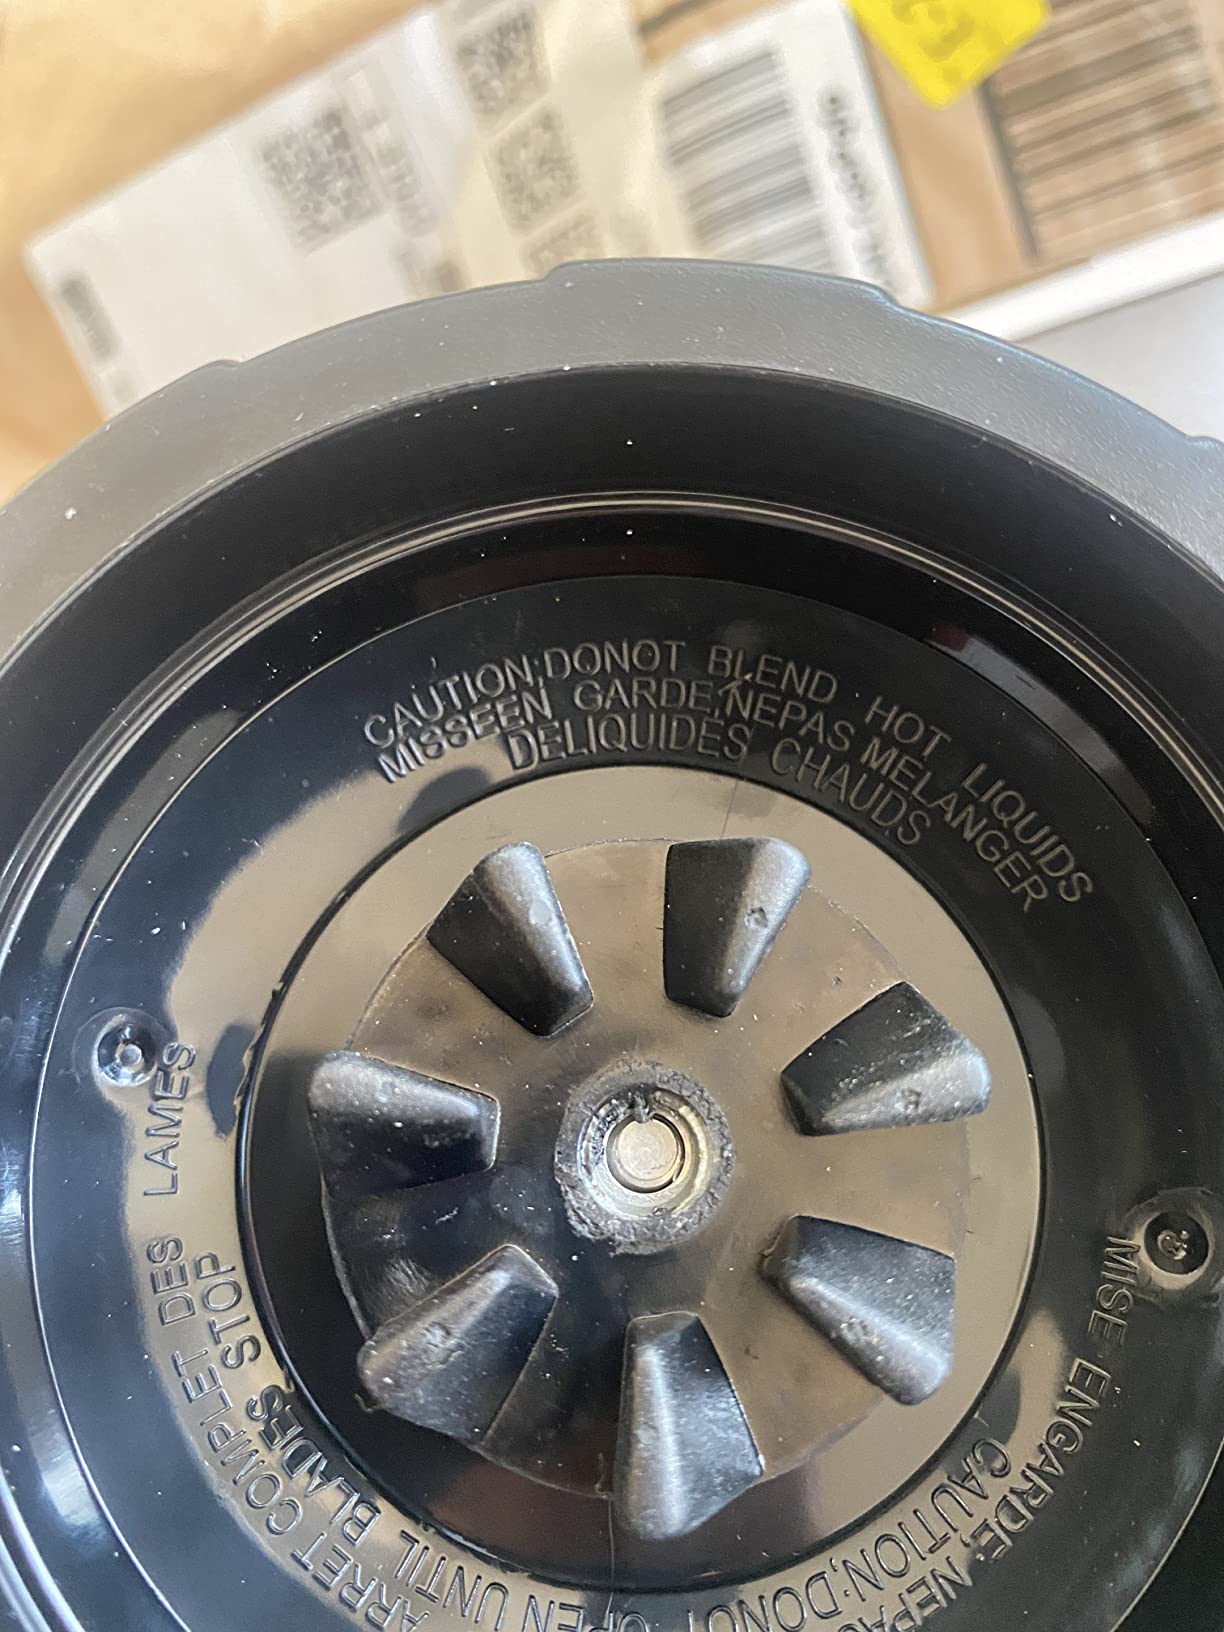 CAUTION;DONOT BLEND HOT LIQUIDS
MISSEEN GARDE,NEPAS MELANGER
DELIQUIDES CHAUDS
MISE ENGARDE; NEPAS
ARRET COMPLET DES LAMES
CAUTION;DONOT OPEN UNTIL BLADES STOP